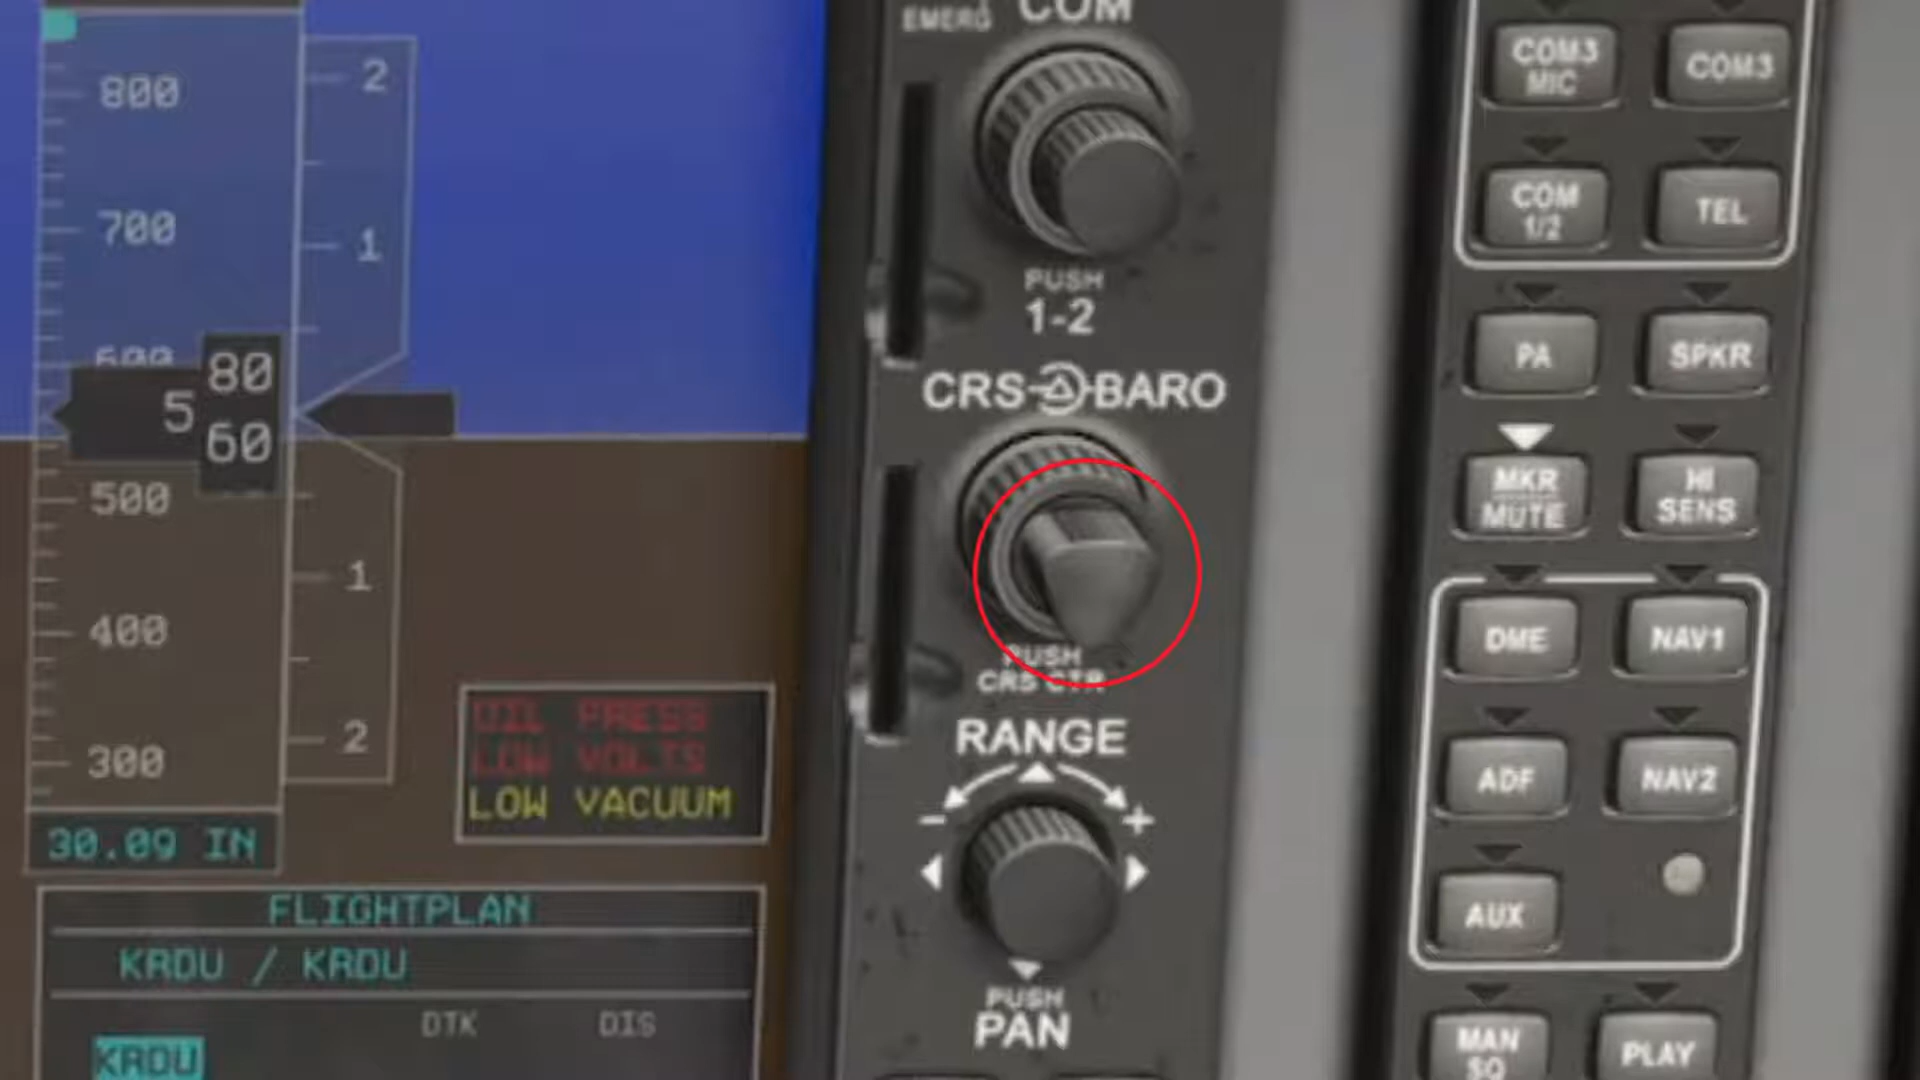 800
700
600
5
80
60
500
400
300
30.09 IN
2
1
1
2
OIL PRESS
LOW VOLTS
LOW VACUUM
FLIGHTPLAN
KRDU / KRDU
DTK DIS
KRDU
EMERG COM
PUSH
1-2
CRS BARO
PUSH
CRS CTR
RANGE
- +
PUSH
PAN
COM3
MIC
COM3
COM
1/2
TEL
PA
SPKR
MKR
MUTE
HI
SENS
DME
NAV1
ADF
NAV2
AUX
MAN
SQ
PLAY